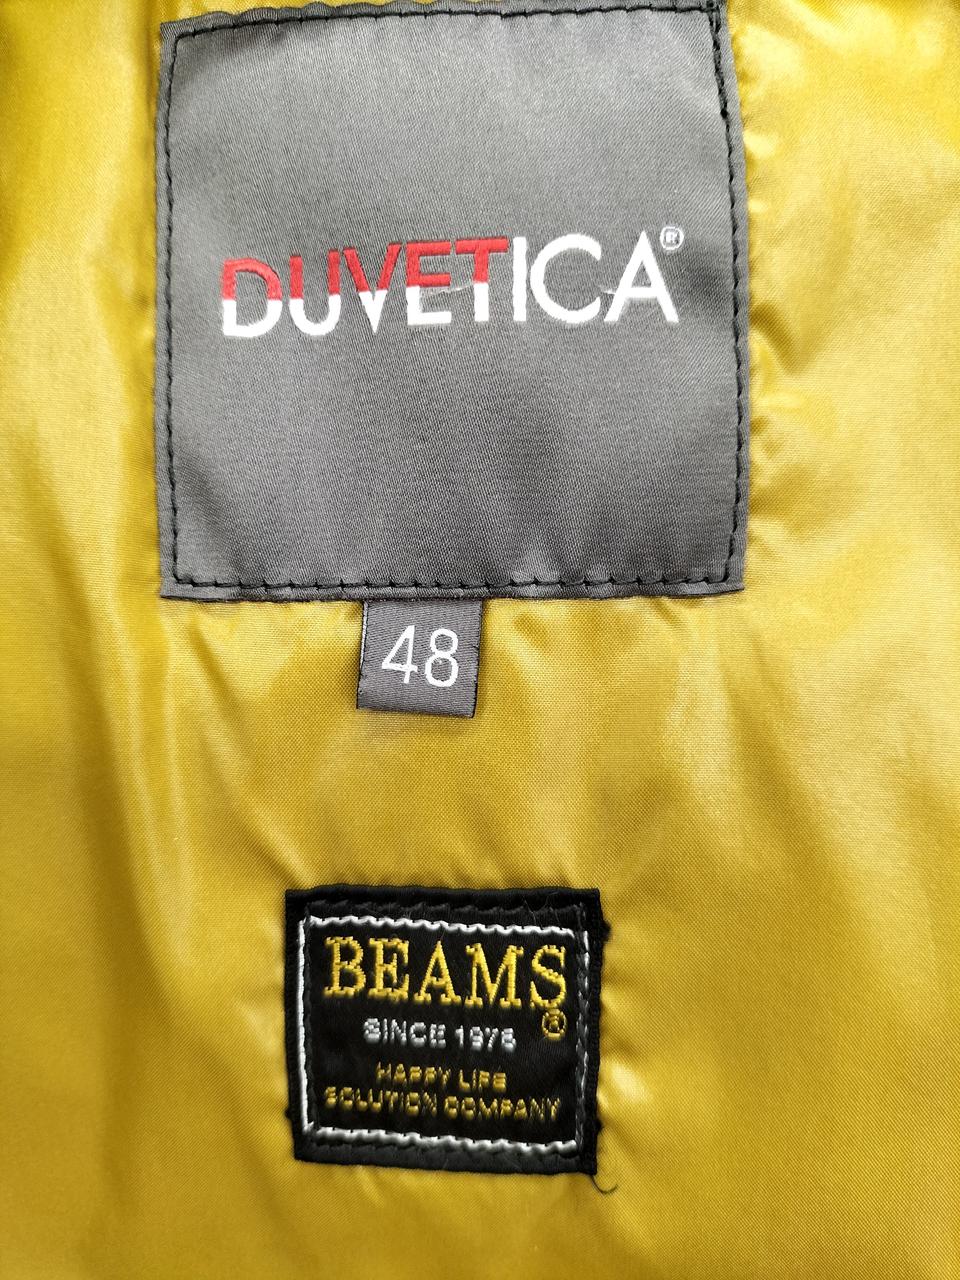 DUVETICA®
48
BEAMS®
SINCE 1976
HAPPY LIFE
SOLUTION COMPANY